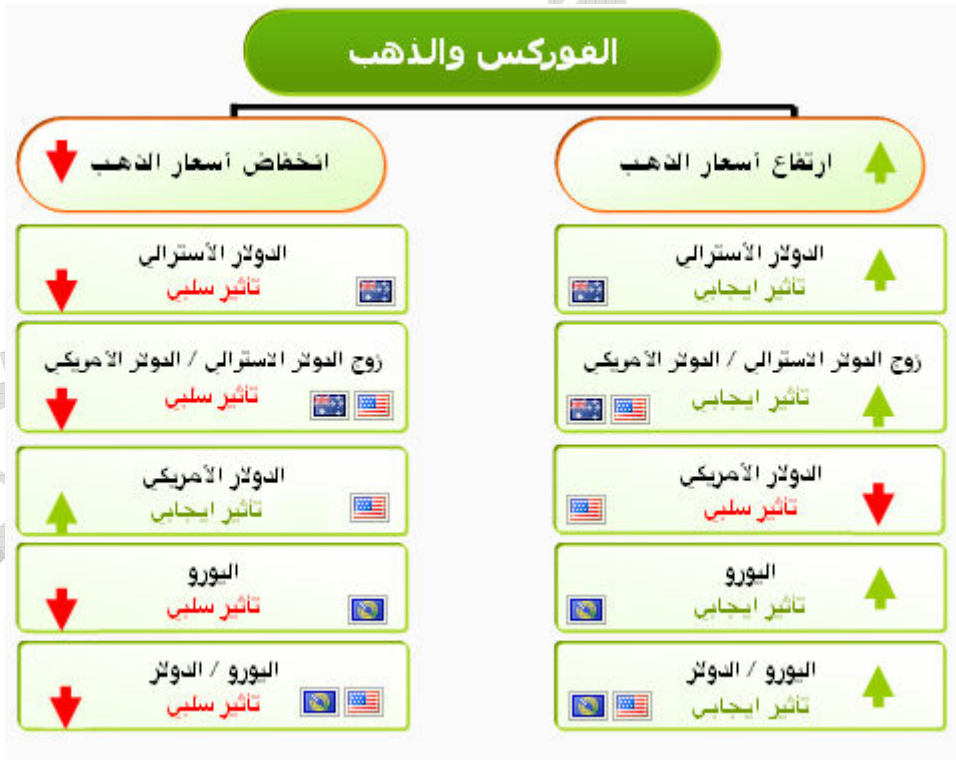 الفوركس والذهب
ارتفاع أسعار الذهب
الدولار الأسترالي
تأثير ايجابي
زوج الدولار الاسترالي / الدولار الأمريكي
تأثير ايجابي
الدولار الأمريكي
تأثير سلبي
اليورو
تأثير ايجابي
اليورو / الدولار
تأثير ايجابي
انخفاض أسعار الذهب
الدولار الأسترالي
تأثير سلبي
زوج الدولار الاسترالي / الدولار الأمريكي
تأثير سلبي
الدولار الأمريكي
تأثير ايجابي
اليورو
تأثير سلبي
اليورو / الدولار
تأثير سلبي